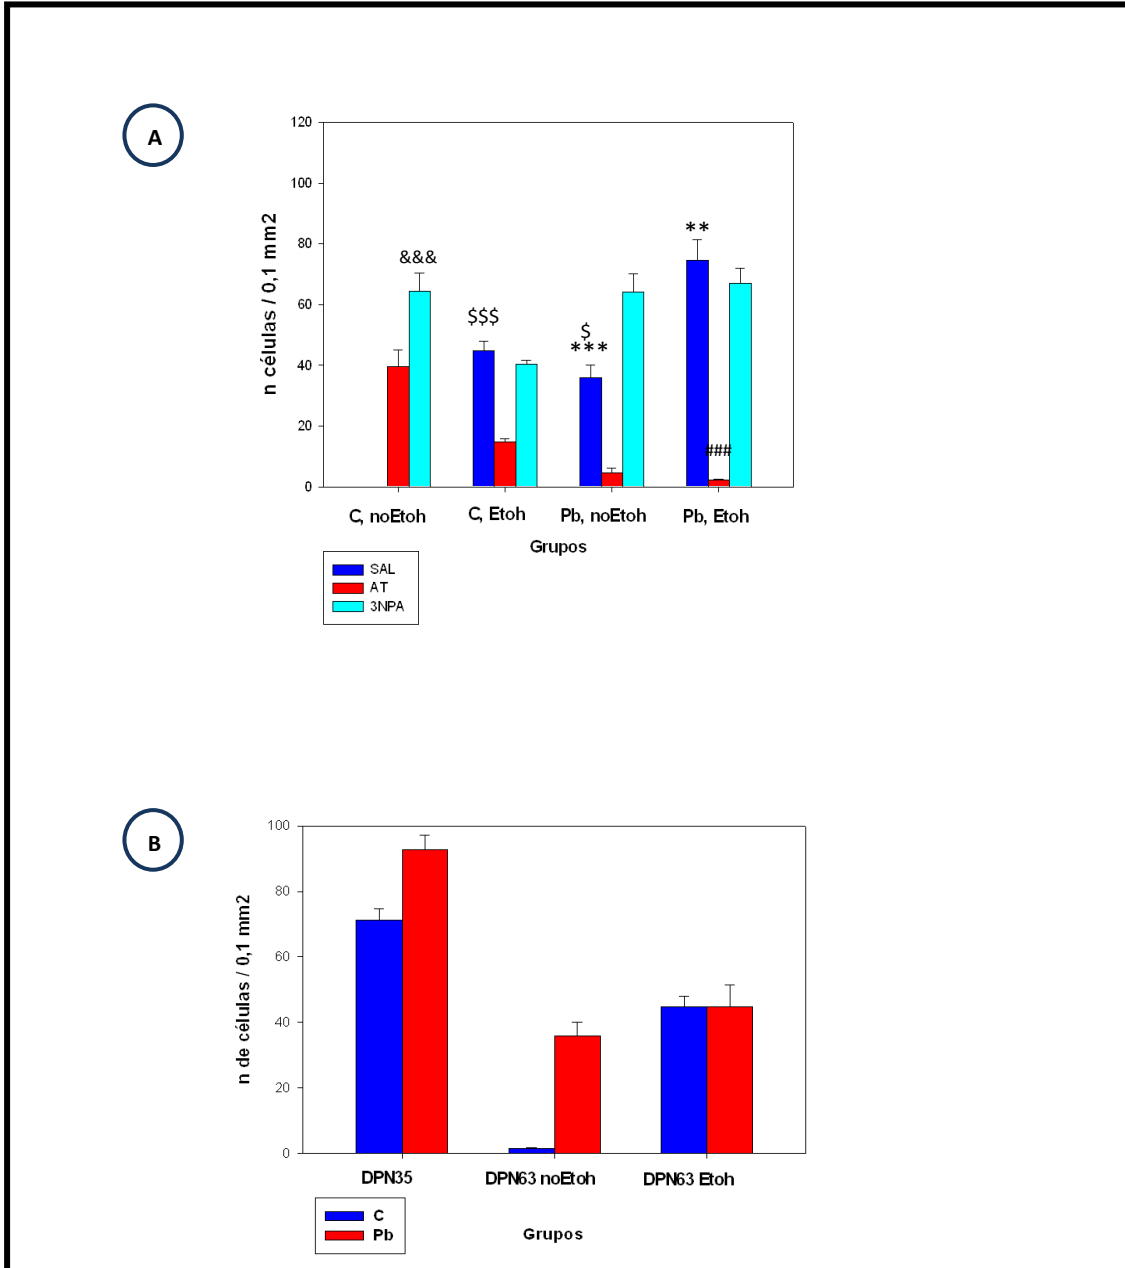 A
120
100
80
60
40
20
0
n células / 0,1 mm2
&&&
$$$
$
***
**
###
C, noEtoh C, Etoh Pb, noEtoh Pb, Etoh
Grupos
SAL
AT
3NPA
B
100
80
60
40
20
0
n de células / 0,1 mm2
DPN35 DPN63 noEtoh DPN63 Etoh
C
Pb
Grupos